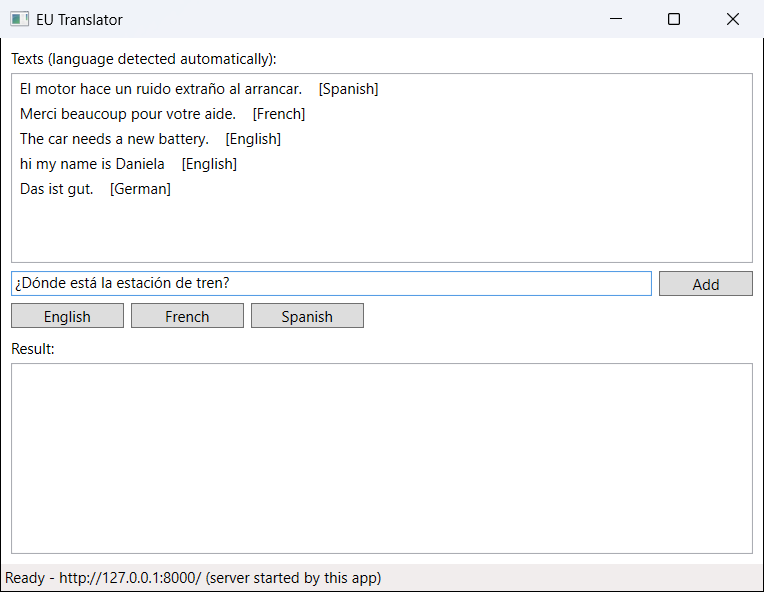 EU Translator
Texts (language detected automatically):
El motor hace un ruido extraño al arrancar. [Spanish]
Merci beaucoup pour votre aide. [French]
The car needs a new battery. [English]
hi my name is Daniela [English]
Das ist gut. [German]
¿Dónde está la estación de tren? Add
English French Spanish
Result:
Ready - http://127.0.0.1:8000/ (server started by this app)